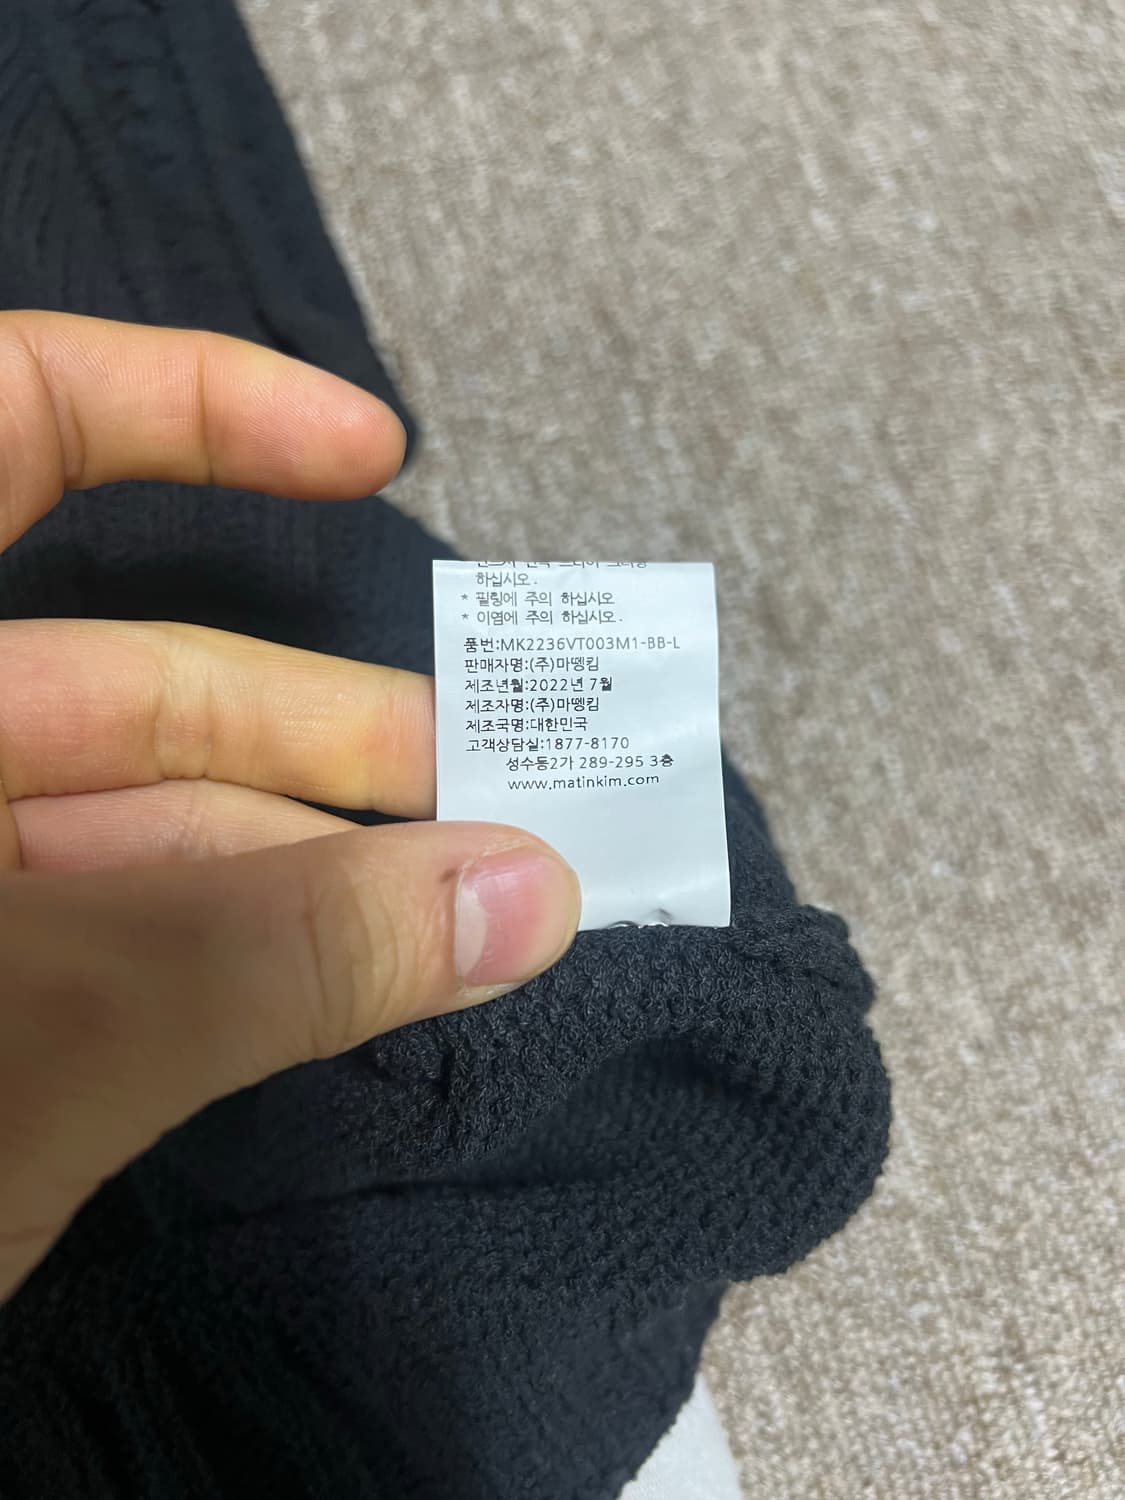 하십시오.
* 필링에 주의 하십시오
* 이염에 주의 하십시오.
품번:MK2236VT003M1-BB-L
판매자명:(주)마뗑킴
제조년월:2022년 7월
제조자명:(주)마뗑킴
제조국명:대한민국
고객상담실:1877-8170
성수동2가 289-295 3층
www.matinkim.com